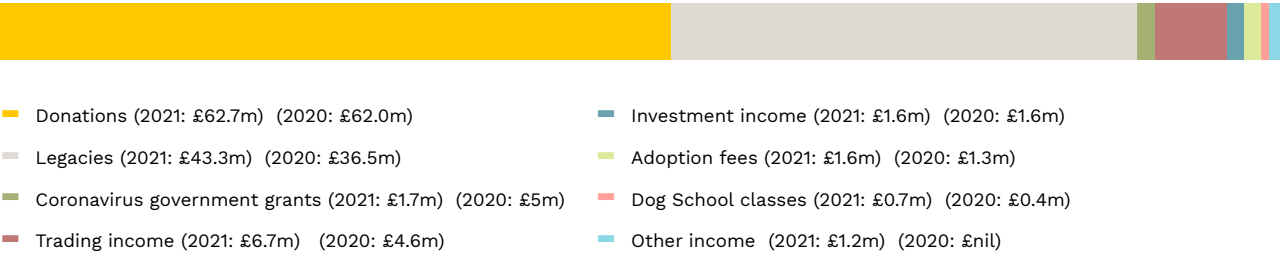 Donations (2021: £62.7m) (2020: £62.0m)
Legacies (2021: £43.3m) (2020: £36.5m)
Coronavirus government grants (2021: £1.7m) (2020: £5m)
Trading income (2021: £6.7m) (2020: £4.6m)
Investment income (2021: £1.6m) (2020: £1.6m)
Adoption fees (2021: £1.6m) (2020: £1.3m)
Dog School classes (2021: £0.7m) (2020: £0.4m)
Other income (2021: £1.2m) (2020: £nil)